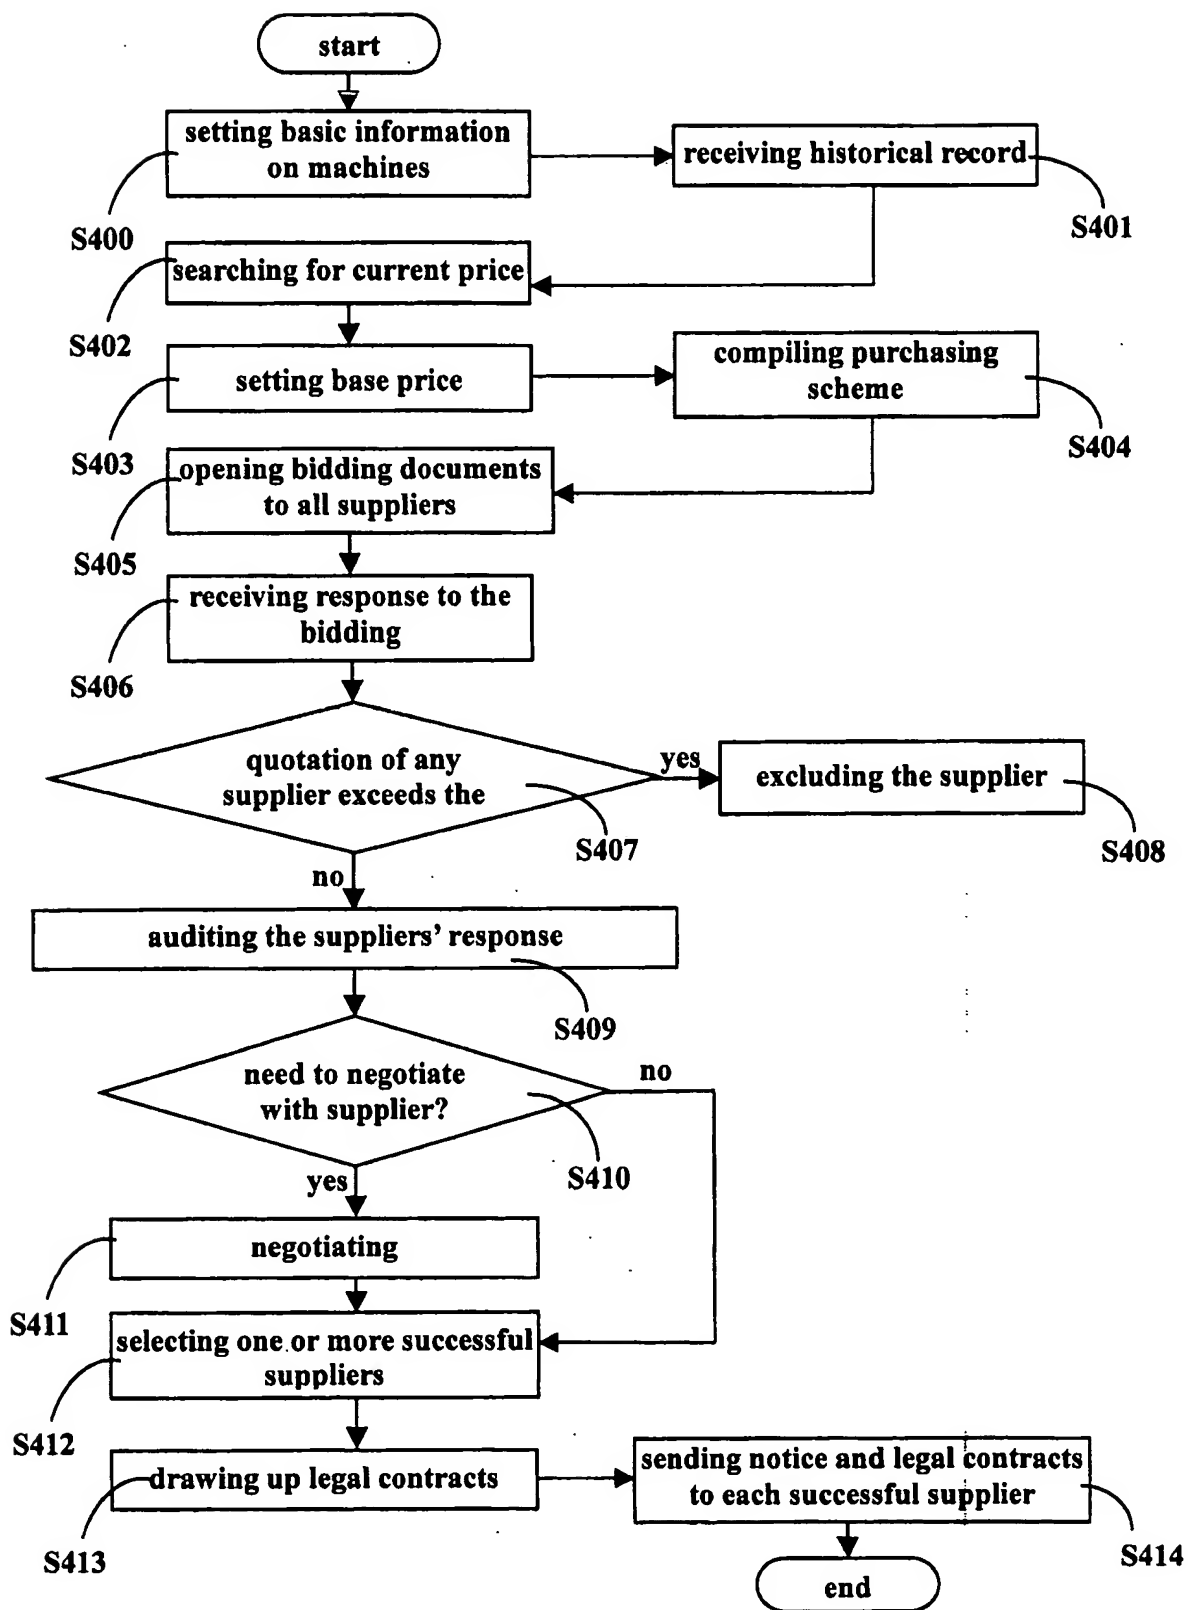 start
setting basic information
on machines
receiving historical record
S400
S401
searching for current price
S402
setting base price
compiling purchasing
scheme
S403
S404
opening bidding documents
to all suppliers
S405
receiving response to the
bidding
S406
quotation of any
supplier exceeds the
yes
excluding the supplier
S407
S408
no
auditing the suppliers' response
S409
need to negotiate
with supplier?
no
S410
yes
negotiating
S411
selecting one or more successful
suppliers
S412
drawing up legal contracts
sending notice and legal contracts
to each successful supplier
S413
S414
end